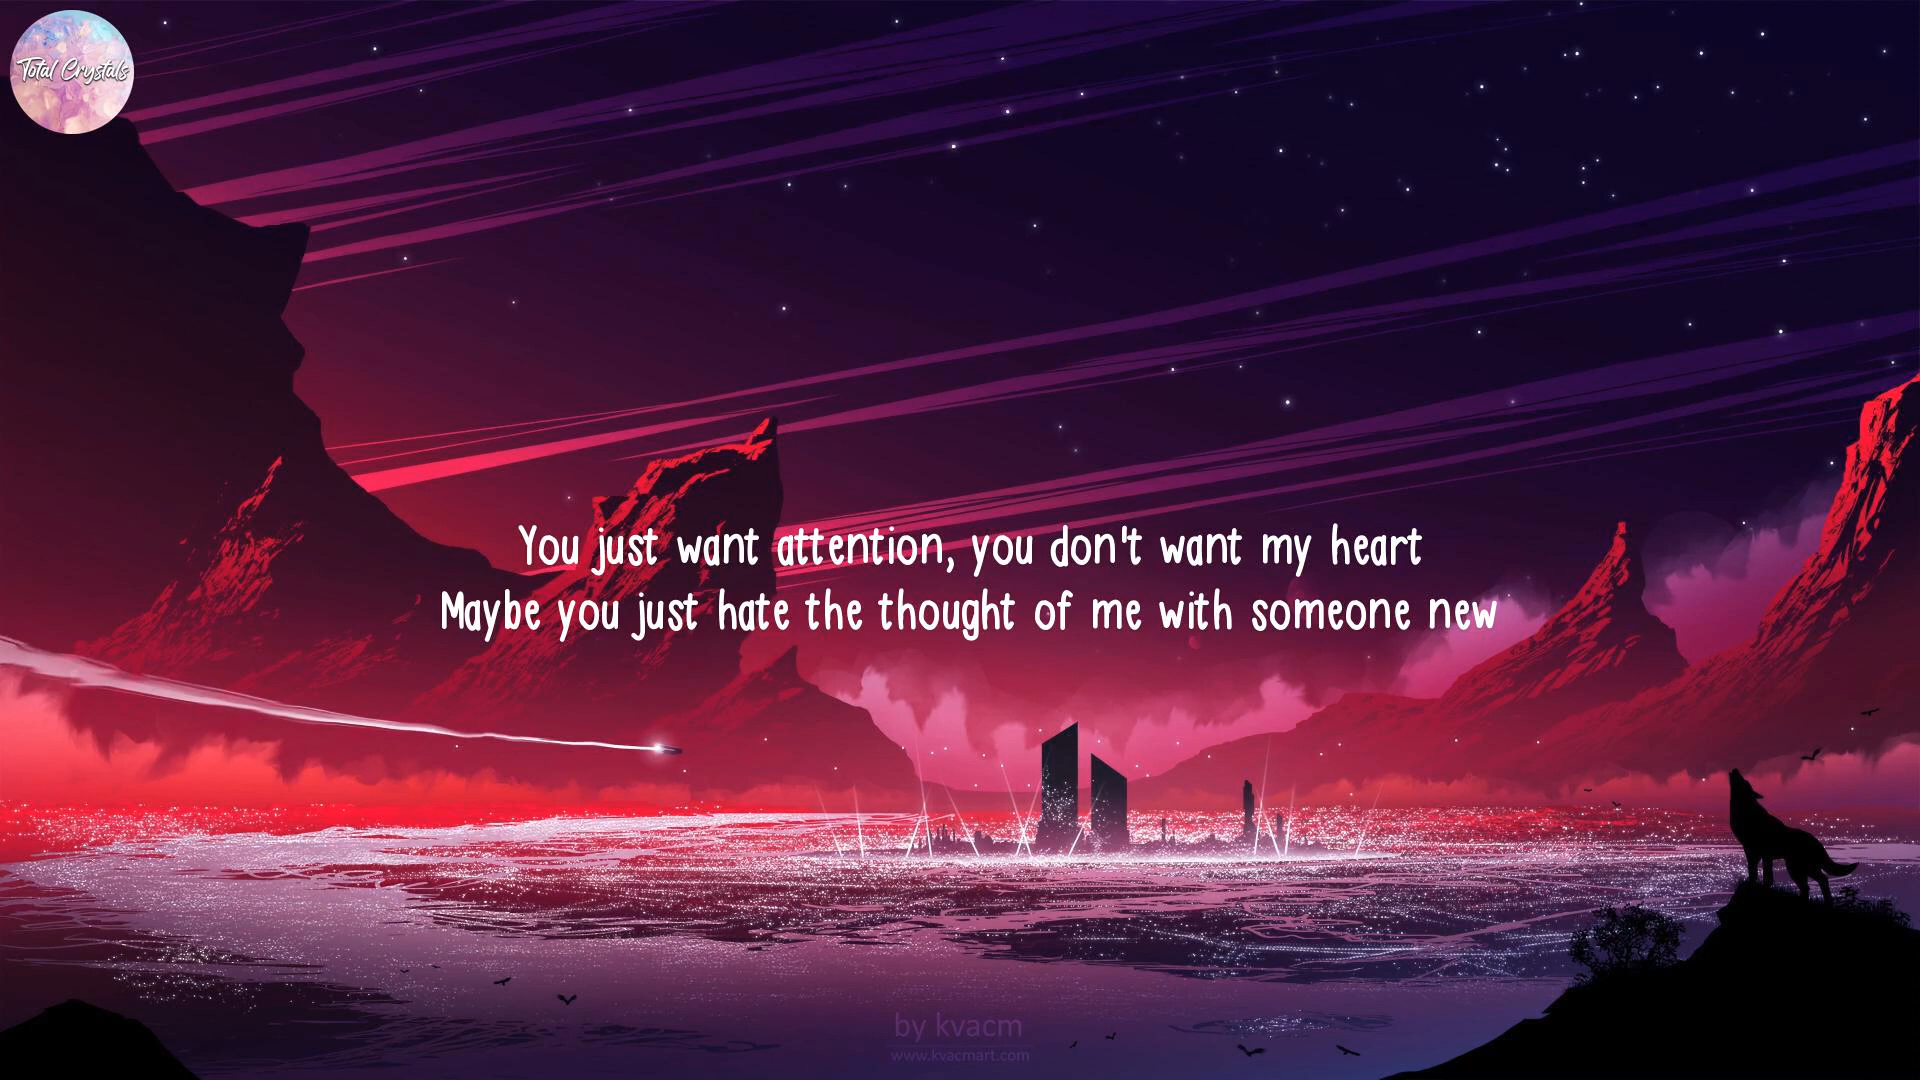 Total Crystals
You just want attention, you don't want my heart
Maybe you just hate the thought of me with someone new
by kvacm
www.kvacmart.com